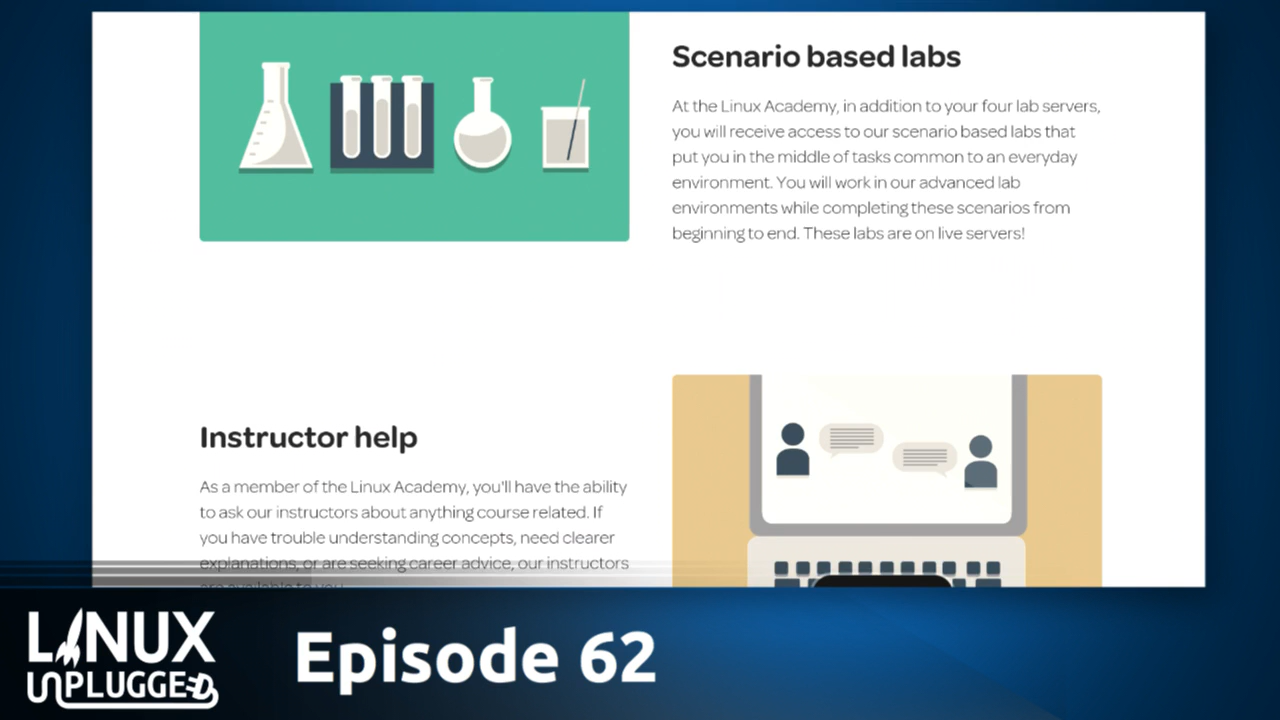 Scenario based labs
At the Linux Academy, in addition to your four lab servers,
you will receive access to our scenario based labs that
put you in the middle of tasks common to an everyday
environment. You will work in our advanced lab
environments while completing these scenarios from
beginning to end. These labs are on live servers!
Instructor help
As a member of the Linux Academy, you'll have the ability
to ask our instructors about anything course related. If
you have trouble understanding concepts, need clearer
explanations, or are seeking career advice, our instructors
are available to you.
LINUX
UNPLUGGED
Episode 62